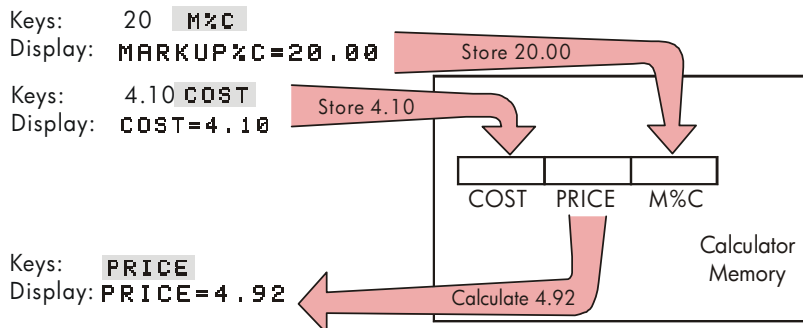 Keys: 20 M%C
Display: MARKUP%C=20.00
Store 20.00
Keys: 4.10 COST
Display: COST=4.10
Store 4.10
COST PRICE M%C
Calculator
Memory
Keys: PRICE
Display: PRICE=4.92
Calculate 4.92